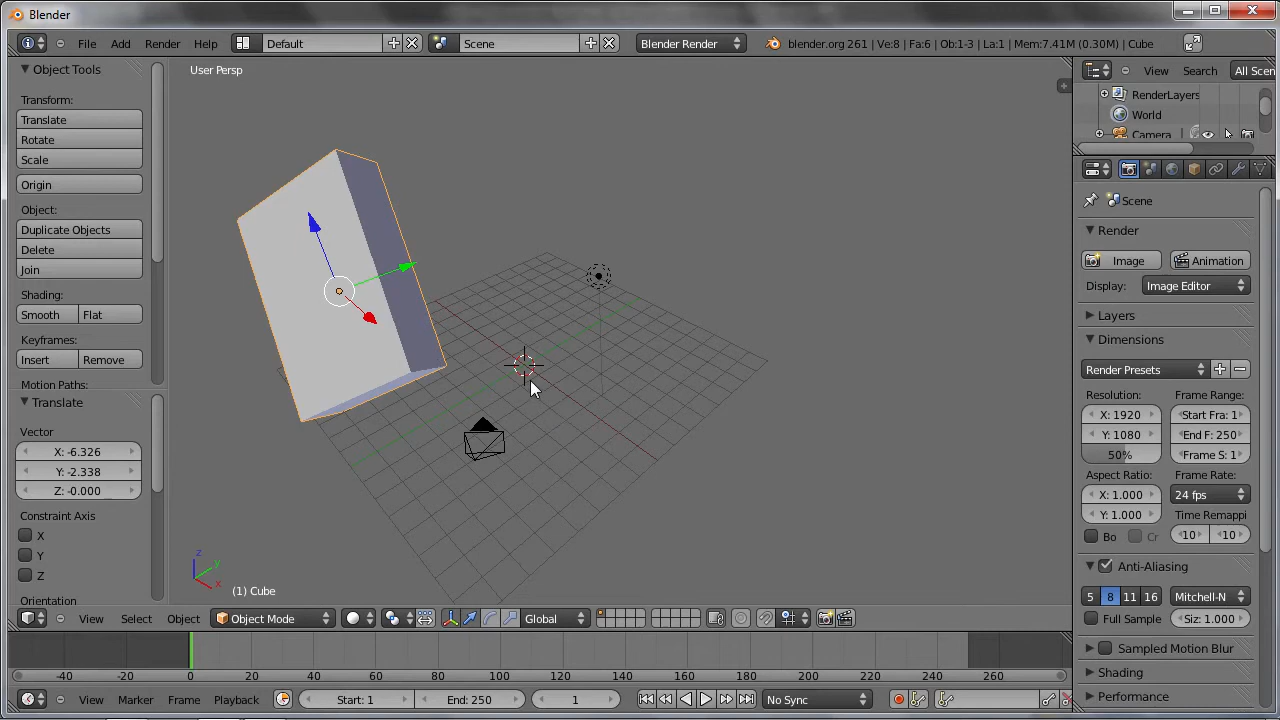 Blender
File Add Render Help Default Scene Blender Render blender.org 261 | Ve:8 | Fa:6 | Ob:1-3 | La:1 | Mem:7.41M (0.30M) | Cube
Object Tools
Transform:
Translate
Rotate
Scale
Origin
Object:
Duplicate Objects
Delete
Join
Shading:
Smooth Flat
Keyframes:
Insert Remove
Motion Paths:
Translate
Vector
X: -6.326
Y: -2.338
Z: -0.000
Constraint Axis
X
Y
Z
Orientation
User Persp
z
y
x
(1) Cube
View Select Object Object Mode Global
View Search All Scen
RenderLayers
World
Camera
Scene
Render
Image Animation
Display: Image Editor
Layers
Dimensions
Render Presets
Resolution: Frame Range:
X: 1920 Start Fra: 1
Y: 1080 End F: 250
50% Frame S: 1
Aspect Ratio: Frame Rate:
X: 1.000 24 fps
Y: 1.000 Time Remappi
Bo Cr 10 10
Anti-Aliasing
5 8 11 16 Mitchell-N
Full Sample Siz: 1.000
Sampled Motion Blur
Shading
Performance
-40 -20 0 20 40 60 80 100 120 140 160 180 200 220 240 260
View Marker Frame Playback Start: 1 End: 250 1 No Sync